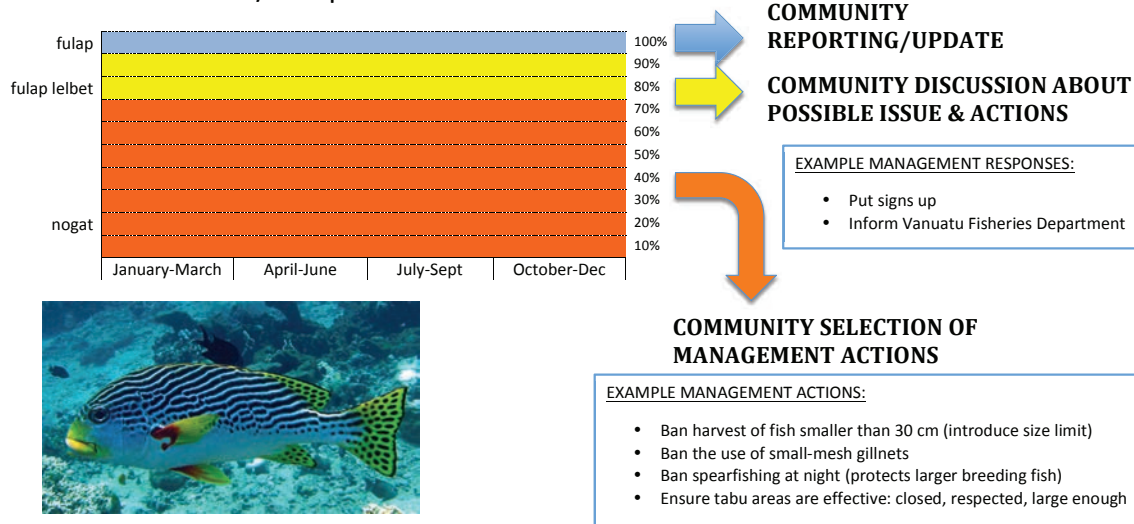 fulap
fulap lelbet
nogat
100%
90%
80%
70%
60%
50%
40%
30%
20%
10%
January-March
April-June
July-Sept
October-Dec
COMMUNITY
REPORTING/UPDATE
COMMUNITY DISCUSSION ABOUT
POSSIBLE ISSUE & ACTIONS
EXAMPLE MANAGEMENT RESPONSES:
• Put signs up
• Inform Vanuatu Fisheries Department
COMMUNITY SELECTION OF
MANAGEMENT ACTIONS
EXAMPLE MANAGEMENT ACTIONS:
• Ban harvest of fish smaller than 30 cm (introduce size limit)
• Ban the use of small-mesh gillnets
• Ban spearfishing at night (protects larger breeding fish)
• Ensure tabu areas are effective: closed, respected, large enough